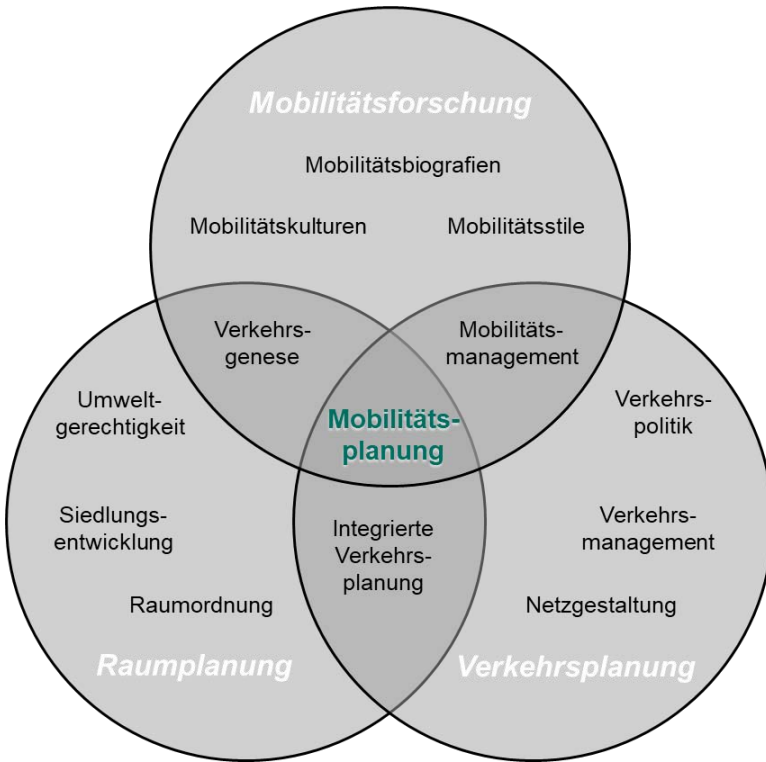 Mobilitätsforschung
Mobilitätsbiografien
Mobilitätskulturen
Mobilitätsstile
Verkehrs-
genese
Mobilitäts-
management
Umwelt-
gerechtigkeit
Mobilitäts-
planung
Verkehrs-
politik
Siedlungs-
entwicklung
Integrierte
Verkehrs-
planung
Verkehrs-
management
Raumordnung
Netzgestaltung
Raumplanung
Verkehrsplanung